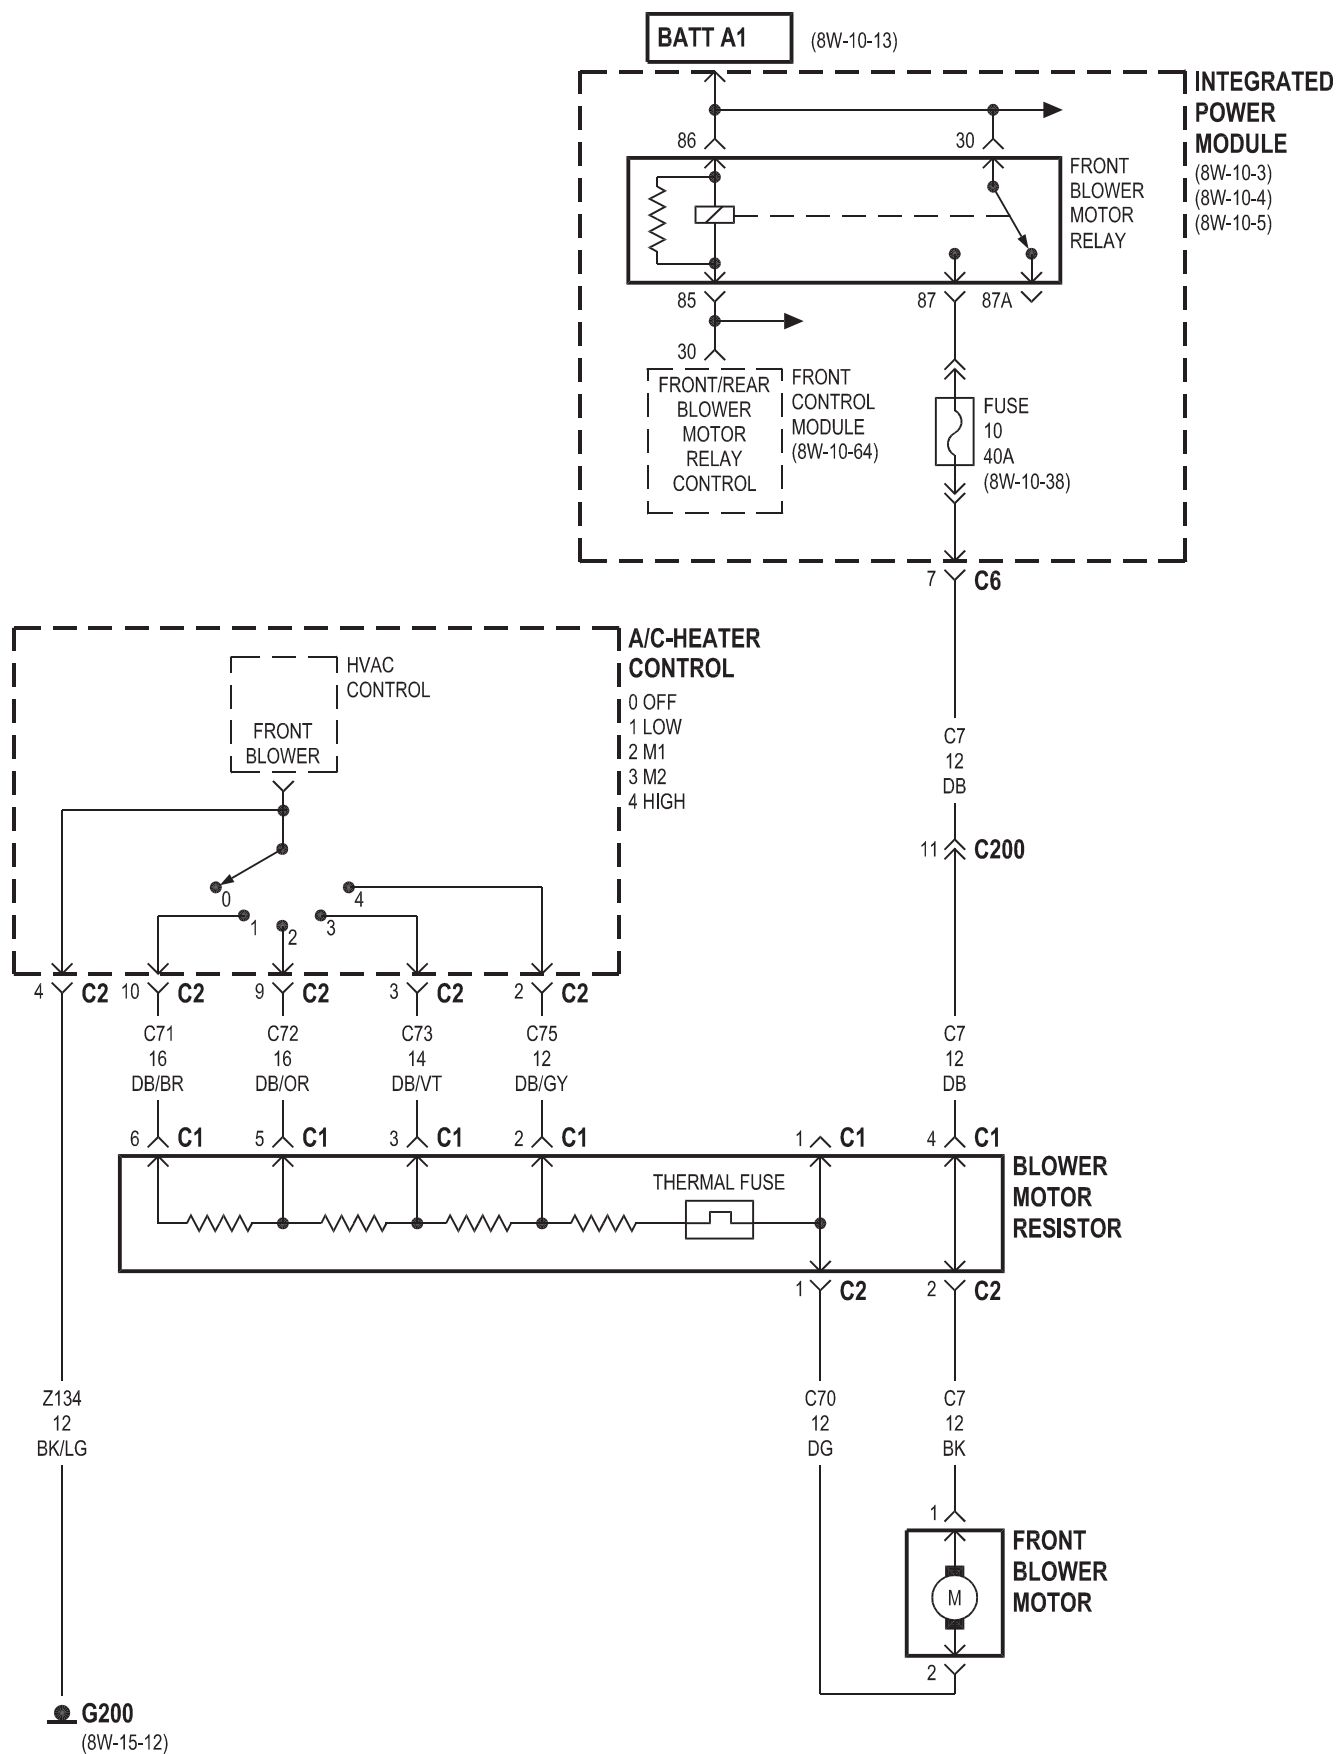 BATT A1
(8W-10-13)
INTEGRATED
POWER
MODULE
(8W-10-3)
(8W-10-4)
(8W-10-5)
86
30
FRONT
BLOWER
MOTOR
RELAY
85
87
87A
30
FRONT/REAR
BLOWER
MOTOR
RELAY
CONTROL
FRONT
CONTROL
MODULE
(8W-10-64)
FUSE
10
40A
(8W-10-38)
7
C6
A/C-HEATER
CONTROL
0 OFF
1 LOW
2 M1
3 M2
4 HIGH
HVAC
CONTROL
FRONT
BLOWER
C7
12
DB
11
C200
0
1
2
3
4
4
C2
10
C2
9
C2
3
C2
2
C2
C71
16
DB/BR
C72
16
DB/OR
C73
14
DB/VT
C75
12
DB/GY
C7
12
DB
6
C1
5
C1
3
C1
2
C1
1
C1
4
C1
THERMAL FUSE
BLOWER
MOTOR
RESISTOR
1
C2
2
C2
Z134
12
BK/LG
C70
12
DG
C7
12
BK
1
M
FRONT
BLOWER
MOTOR
2
G200
(8W-15-12)